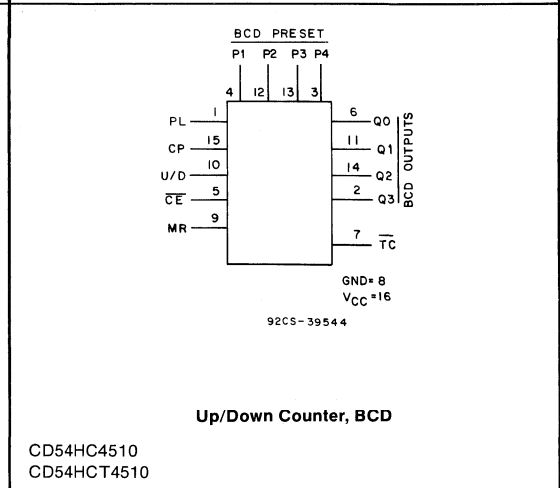 BCD PRESET
P1 P2 P3 P4
4 12 13 3
PL 1 6 Q0
CP 15 11 Q1
U/D 10 14 Q2
C̅E̅ 5 2 Q3
BCD OUTPUTS
MR 9 7 T̅C̅
GND= 8
VCC =16
92CS-39544
Up/Down Counter, BCD
CD54HC4510
CD54HCT4510